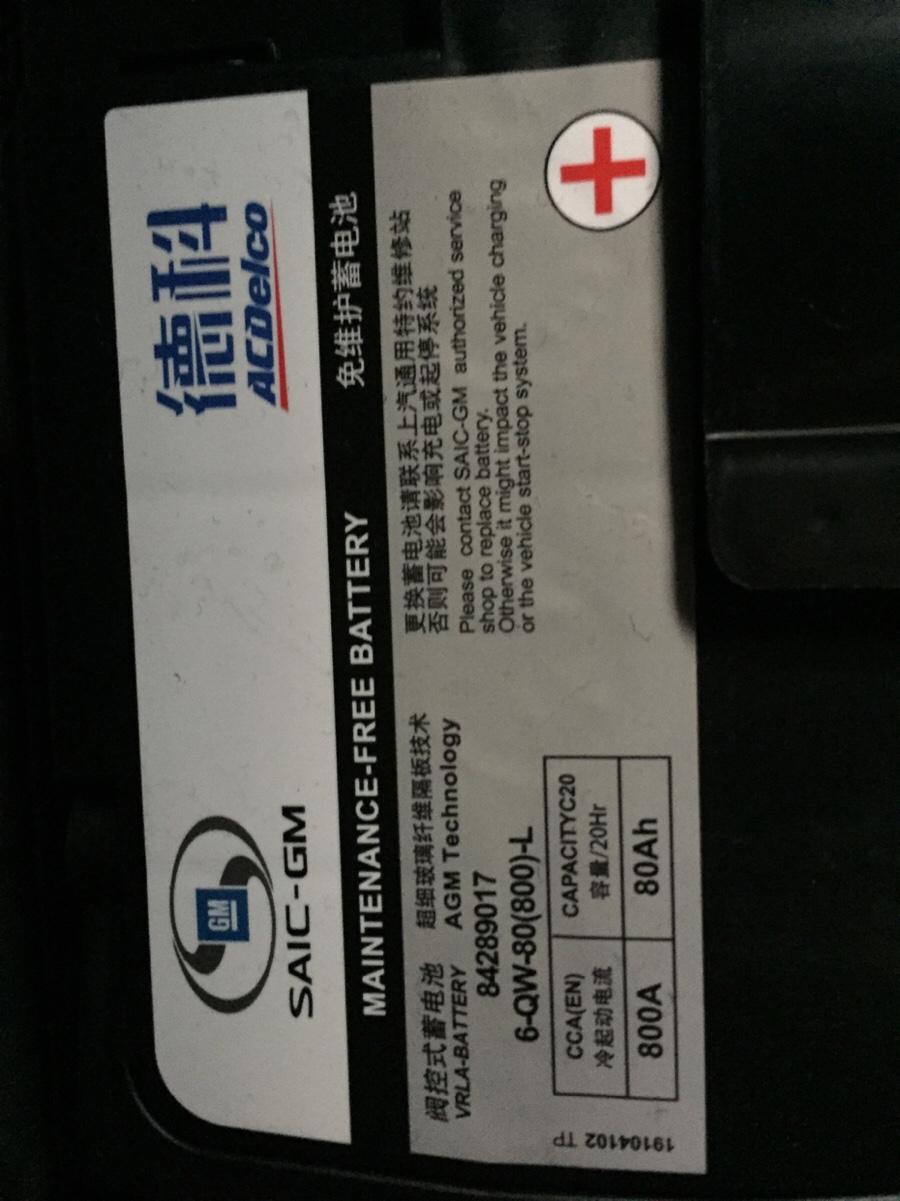 GM
SAIC-GM
德科
ACDelco
MAINTENANCE-FREE BATTERY 免维护蓄电池
阀控式蓄电池 超细玻璃纤维隔板技术
VRLA-BATTERY AGM Technology
84289017
6-QW-80(800)-L
CCA(EN) CAPACITYC20
冷起动电流 容量/20Hr
800A 80Ah
更换蓄电池请联系上汽通用特约维修站
否则可能会影响充电或起停系统
Please contact SAIC-GM authorized service
shop to replace battery.
Otherwise it might impact the vehicle charging
or the vehicle start-stop system.
19104102 TP